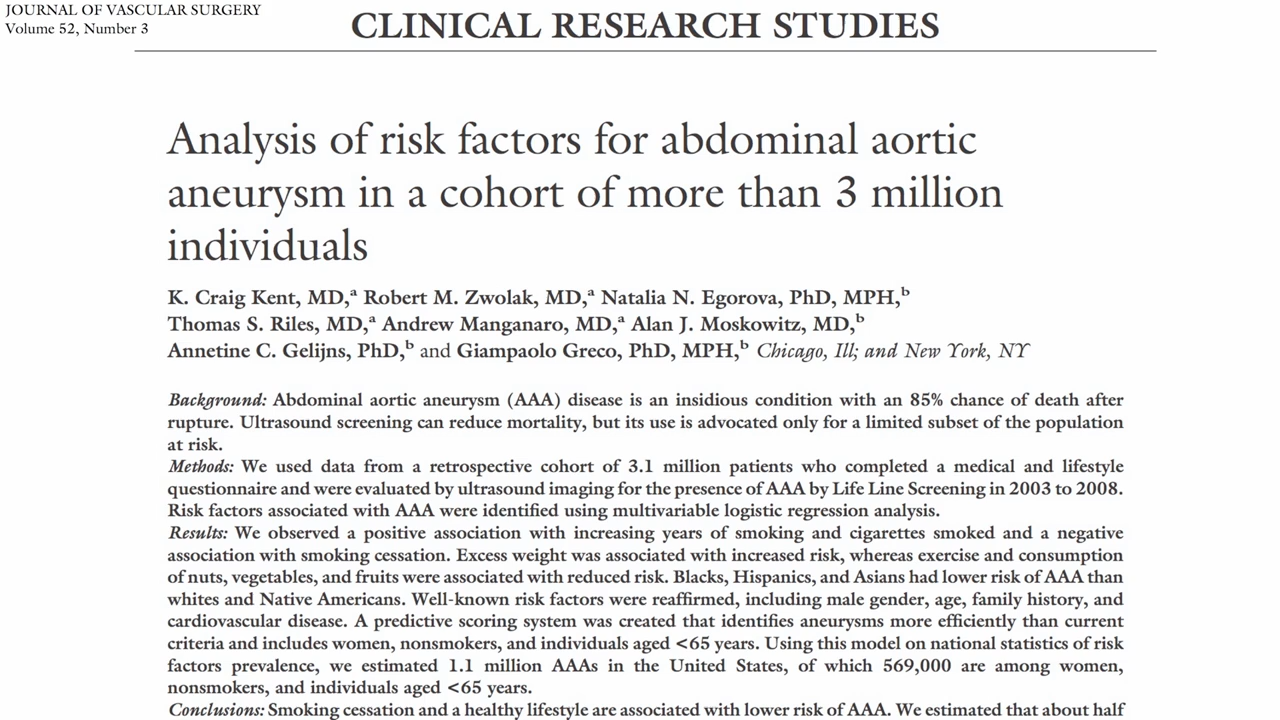 JOURNAL OF VASCULAR SURGERY
Volume 52, Number 3
CLINICAL RESEARCH STUDIES
Analysis of risk factors for abdominal aortic
aneurysm in a cohort of more than 3 million
individuals
K. Craig Kent, MD,ᵃ Robert M. Zwolak, MD,ᵃ Natalia N. Egorova, PhD, MPH,ᵇ
Thomas S. Riles, MD,ᵃ Andrew Manganaro, MD,ᵃ Alan J. Moskowitz, MD,ᵇ
Annetine C. Gelijns, PhD,ᵇ and Giampaolo Greco, PhD, MPH,ᵇ Chicago, Ill; and New York, NY
Background: Abdominal aortic aneurysm (AAA) disease is an insidious condition with an 85% chance of death after
rupture. Ultrasound screening can reduce mortality, but its use is advocated only for a limited subset of the population
at risk.
Methods: We used data from a retrospective cohort of 3.1 million patients who completed a medical and lifestyle
questionnaire and were evaluated by ultrasound imaging for the presence of AAA by Life Line Screening in 2003 to 2008.
Risk factors associated with AAA were identified using multivariable logistic regression analysis.
Results: We observed a positive association with increasing years of smoking and cigarettes smoked and a negative
association with smoking cessation. Excess weight was associated with increased risk, whereas exercise and consumption
of nuts, vegetables, and fruits were associated with reduced risk. Blacks, Hispanics, and Asians had lower risk of AAA than
whites and Native Americans. Well-known risk factors were reaffirmed, including male gender, age, family history, and
cardiovascular disease. A predictive scoring system was created that identifies aneurysms more efficiently than current
criteria and includes women, nonsmokers, and individuals aged <65 years. Using this model on national statistics of risk
factors prevalence, we estimated 1.1 million AAAs in the United States, of which 569,000 are among women,
nonsmokers, and individuals aged <65 years.
Conclusions: Smoking cessation and a healthy lifestyle are associated with lower risk of AAA. We estimated that about half